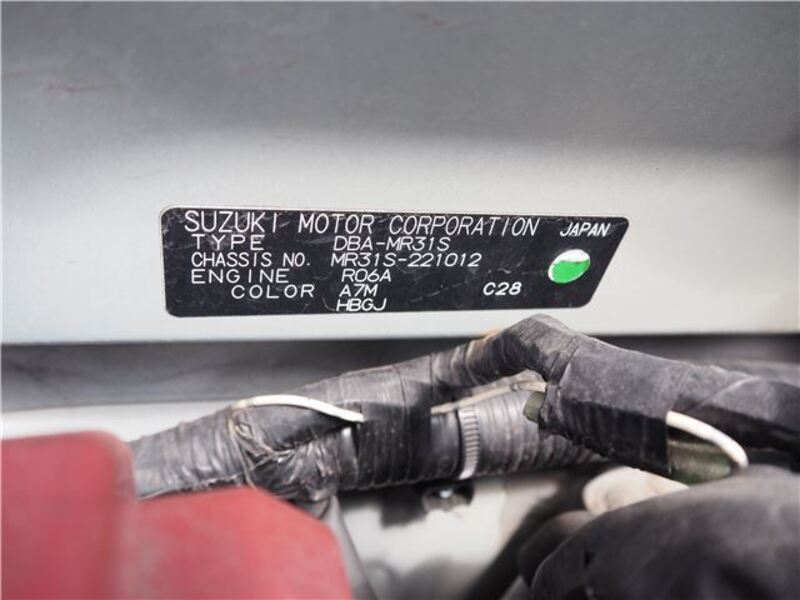 SUZUKI MOTOR CORPORATION JAPAN
TYPE DBA-MR31S
CHASSIS NO. MR31S-221012
ENGINE R06A
COLOR A7M C28
HBGJ